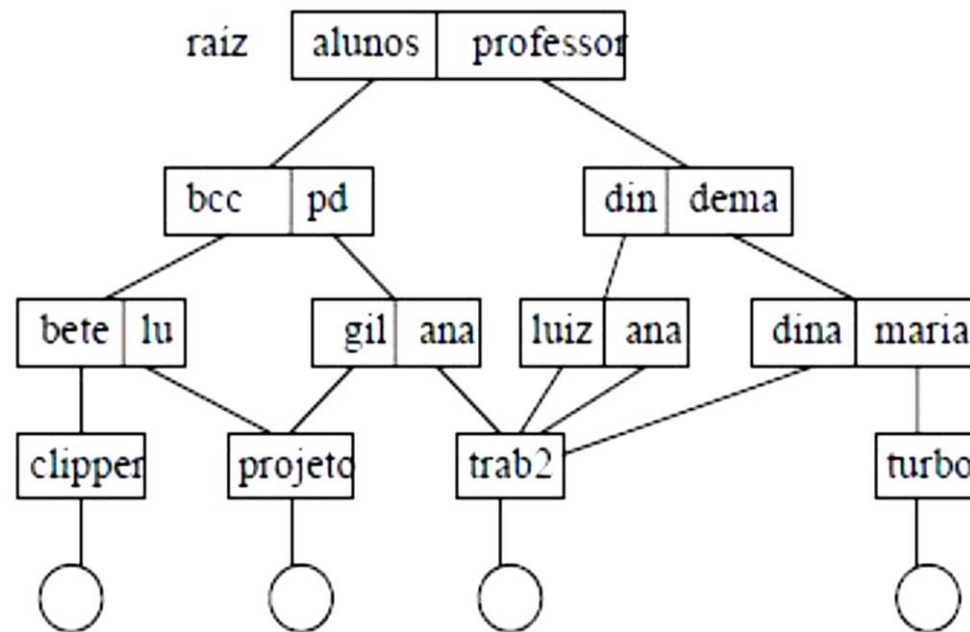 raiz alunos professor
bcc pd din dema
bete lu gil ana luiz ana dina maria
clipper projeto trab2 turbo